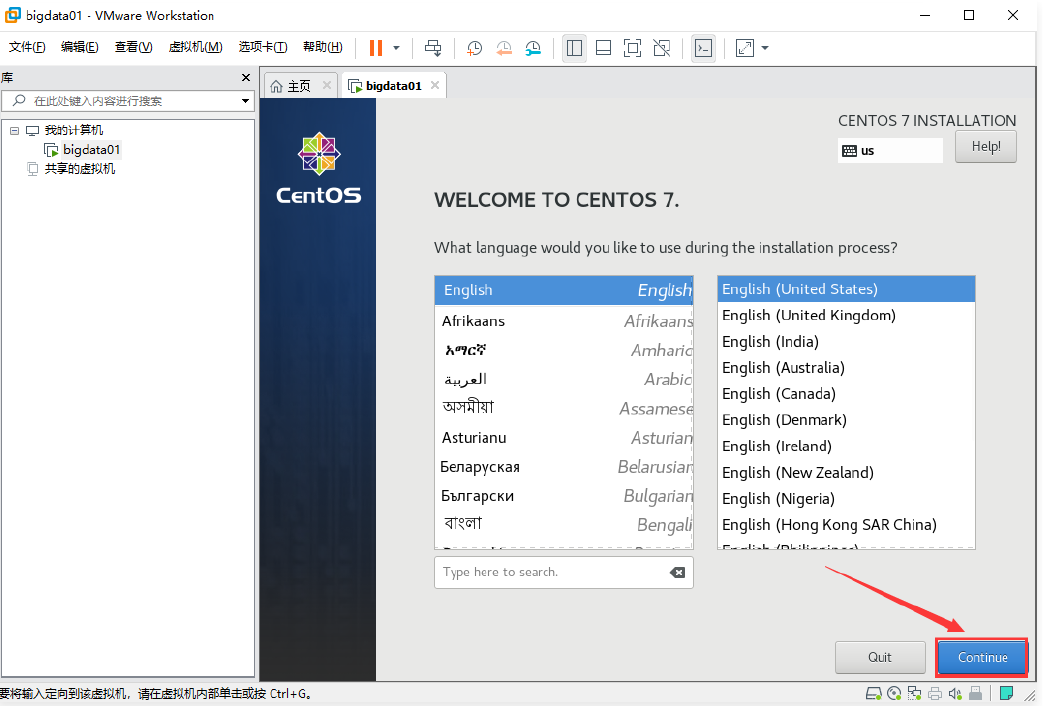 bigdata01 - VMware Workstation
文件(F) 编辑(E) 查看(V) 虚拟机(M) 选项卡(T) 帮助(H)
库
在此处键入内容进行搜索
我的计算机
bigdata01
共享的虚拟机
主页 bigdata01
CentOS
CENTOS 7 INSTALLATION
us Help!
WELCOME TO CENTOS 7.
What language would you like to use during the installation process?
English English
Afrikaans Afrikaans
አማርኛ Amharic
العربية Arabic
অসমীয়া Assamese
Asturianu Asturian
Беларуская Belarusian
Български Bulgarian
বাংলা Bengali
English (United States)
English (United Kingdom)
English (India)
English (Australia)
English (Canada)
English (Denmark)
English (Ireland)
English (New Zealand)
English (Nigeria)
English (Hong Kong SAR China)
English (Philippines)
Type here to search.
Quit Continue
要将输入定向到该虚拟机，请在虚拟机内部单击或按 Ctrl+G。